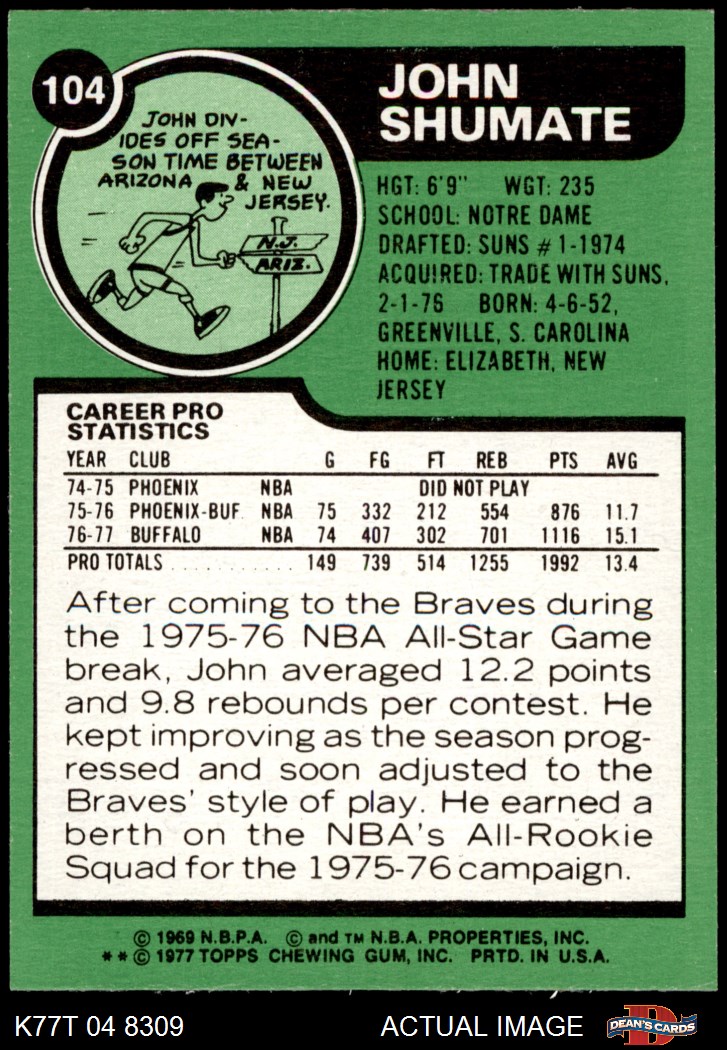 104
JOHN DIV-
IDES OFF SEA-
SON TIME BETWEEN
ARIZONA & NEW
JERSEY.
N.J.
ARIZ.
JOHN
SHUMATE
HGT: 6'9" WGT: 235
SCHOOL: NOTRE DAME
DRAFTED: SUNS #1-1974
ACQUIRED: TRADE WITH SUNS,
2-1-76 BORN: 4-6-52,
GREENVILLE, S. CAROLINA
HOME: ELIZABETH, NEW
JERSEY
CAREER PRO
STATISTICS
YEAR CLUB G FG FT REB PTS AVG
74-75 PHOENIX NBA DID NOT PLAY
75-76 PHOENIX-BUF. NBA 75 332 212 554 876 11.7
76-77 BUFFALO NBA 74 407 302 701 1116 15.1
PRO TOTALS . . . . . . . . . . . 149 739 514 1255 1992 13.4
After coming to the Braves during
the 1975-76 NBA All-Star Game
break, John averaged 12.2 points
and 9.8 rebounds per contest. He
kept improving as the season prog-
ressed and soon adjusted to the
Braves' style of play. He earned a
berth on the NBA's All-Rookie
Squad for the 1975-76 campaign.
© 1969 N.B.P.A. © and TM N.B.A. PROPERTIES, INC.
**© 1977 TOPPS CHEWING GUM, INC. PRTD. IN U.S.A.
K77T 04 8309 ACTUAL IMAGE
D
DEAN'S CARDS